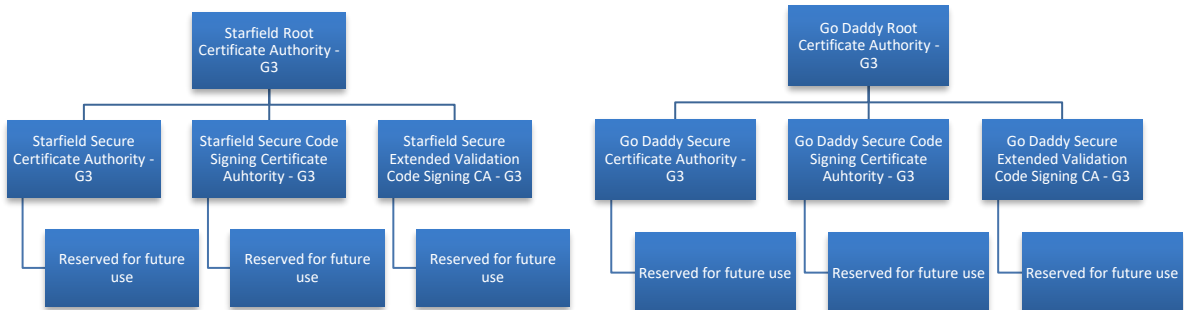 Starfield Root
Certificate Authority -
G3
Starfield Secure
Certificate Authority -
G3
Starfield Secure Code
Signing Certificate
Auhtority - G3
Starfield Secure
Extended Validation
Code Signing CA - G3
Reserved for future
use
Reserved for future
use
Reserved for future
use
Go Daddy Root
Certificate Authority -
G3
Go Daddy Secure
Certificate Authority -
G3
Go Daddy Secure Code
Signing Certificate
Auhtority - G3
Go Daddy Secure
Extended Validation
Code Signing CA - G3
Reserved for future use
Reserved for future use
Reserved for future use